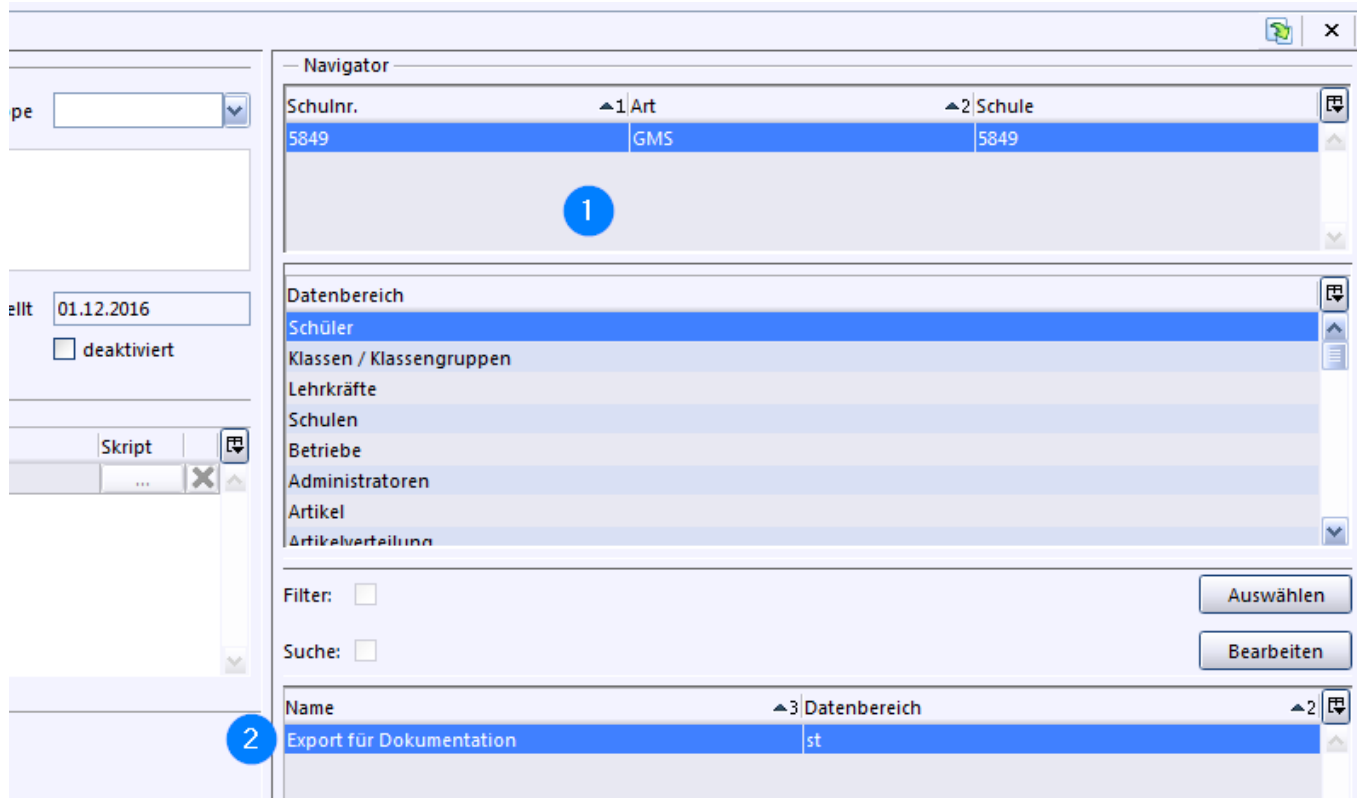 Navigator
ppe
Schulnr. 1 Art 2 Schule
5849 GMS 5849
1
ellt 01.12.2016
deaktiviert
Skript
...
Datenbereich
Schüler
Klassen / Klassengruppen
Lehrkräfte
Schulen
Betriebe
Administratoren
Artikel
Artikelverteilung
Filter: Auswählen
Suche: Bearbeiten
Name 3 Datenbereich 2
2
Export für Dokumentation st